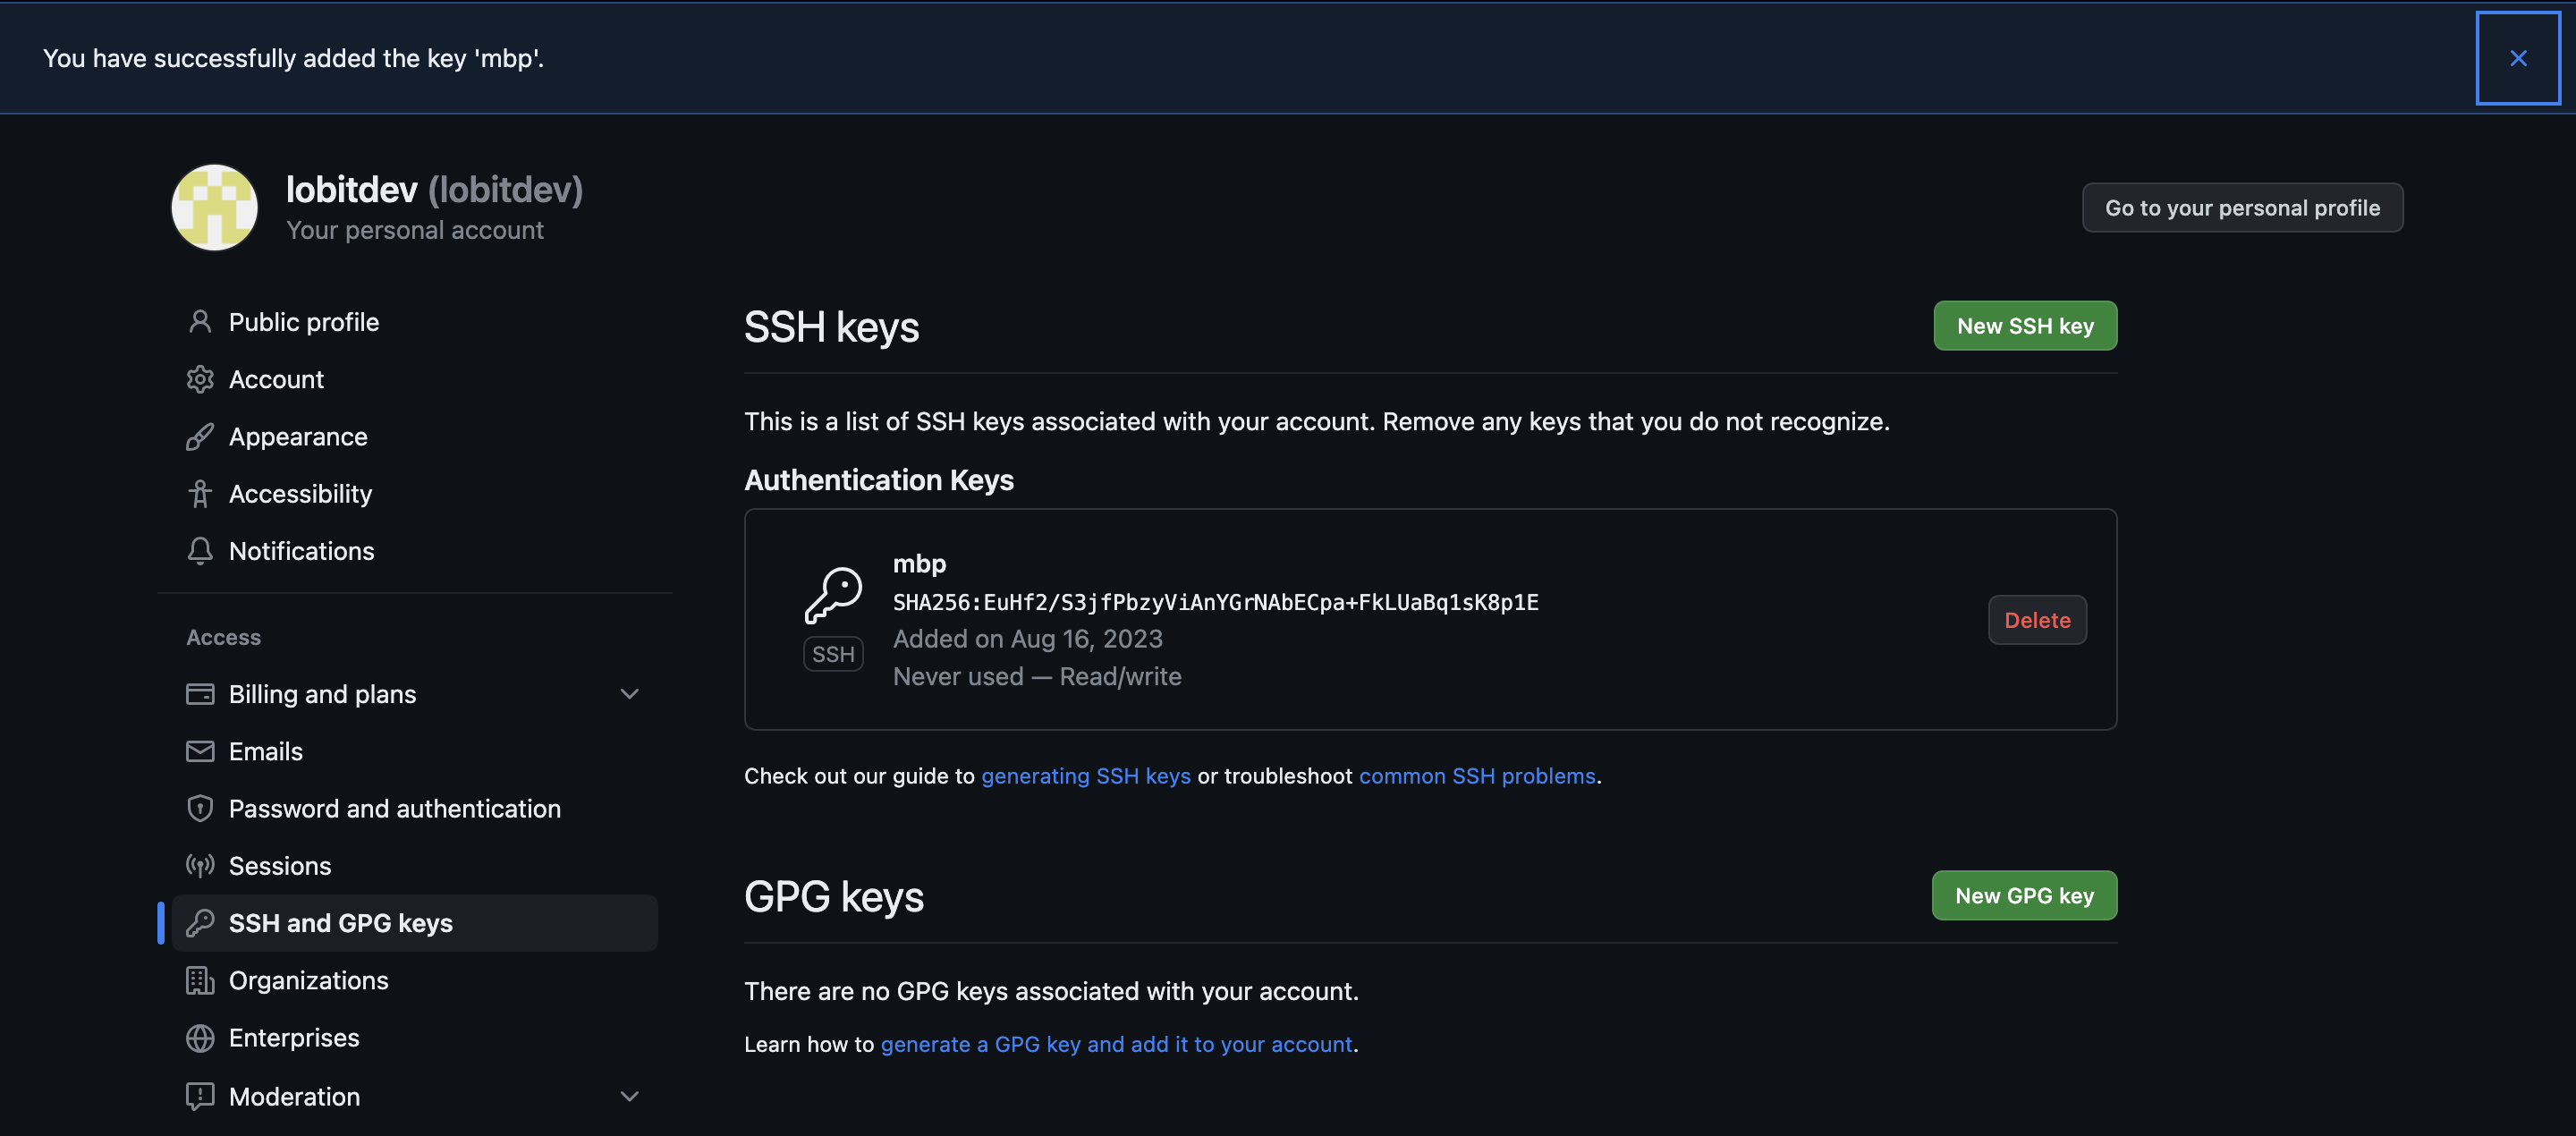 You have successfully added the key 'mbp'.
lobitdev (lobitdev)
Your personal account
Go to your personal profile
Public profile
Account
Appearance
Accessibility
Notifications
Access
Billing and plans
Emails
Password and authentication
Sessions
SSH and GPG keys
Organizations
Enterprises
Moderation
SSH keys
New SSH key
This is a list of SSH keys associated with your account. Remove any keys that you do not recognize.
Authentication Keys
mbp
SHA256:EuHf2/S3jfPbzyViAnYGrNAbECpa+FkLUaBq1sK8p1E
Added on Aug 16, 2023
Never used — Read/write
SSH
Delete
Check out our guide to generating SSH keys or troubleshoot common SSH problems.
GPG keys
New GPG key
There are no GPG keys associated with your account.
Learn how to generate a GPG key and add it to your account.